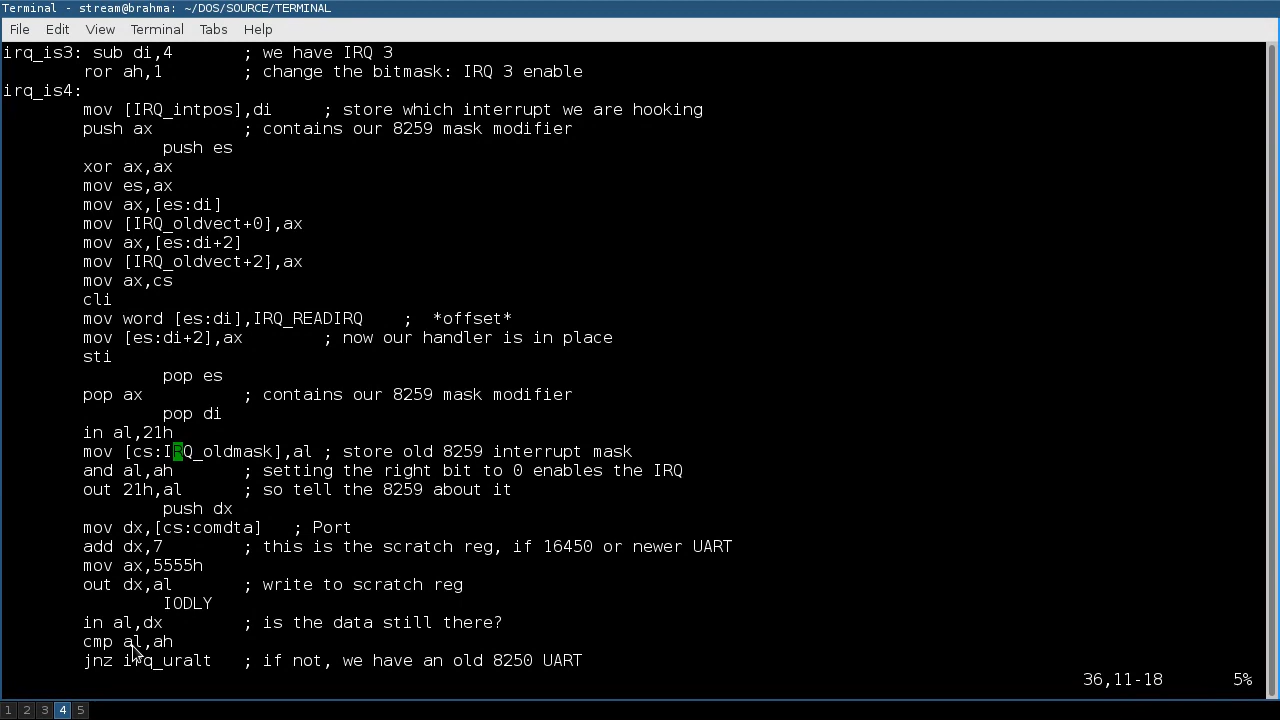 Terminal - stream@brahma: ~/DOS/SOURCE/TERMINAL
File Edit View Terminal Tabs Help
irq_is3: sub di,4 ; we have IRQ 3
ror ah,1 ; change the bitmask: IRQ 3 enable
irq_is4:
mov [IRQ_intpos],di ; store which interrupt we are hooking
push ax ; contains our 8259 mask modifier
push es
xor ax,ax
mov es,ax
mov ax,[es:di]
mov [IRQ_oldvect+0],ax
mov ax,[es:di+2]
mov [IRQ_oldvect+2],ax
mov ax,cs
cli
mov word [es:di],IRQ_READIRQ ; *offset*
mov [es:di+2],ax ; now our handler is in place
sti
pop es
pop ax ; contains our 8259 mask modifier
pop di
in al,21h
mov [cs:IRQ_oldmask],al ; store old 8259 interrupt mask
and al,ah ; setting the right bit to 0 enables the IRQ
out 21h,al ; so tell the 8259 about it
push dx
mov dx,[cs:comdta] ; Port
add dx,7 ; this is the scratch reg, if 16450 or newer UART
mov ax,5555h
out dx,al ; write to scratch reg
IODLY
in al,dx ; is the data still there?
cmp al,ah
jnz irq_uralt ; if not, we have an old 8250 UART
36,11-18 5%
1 2 3 4 5